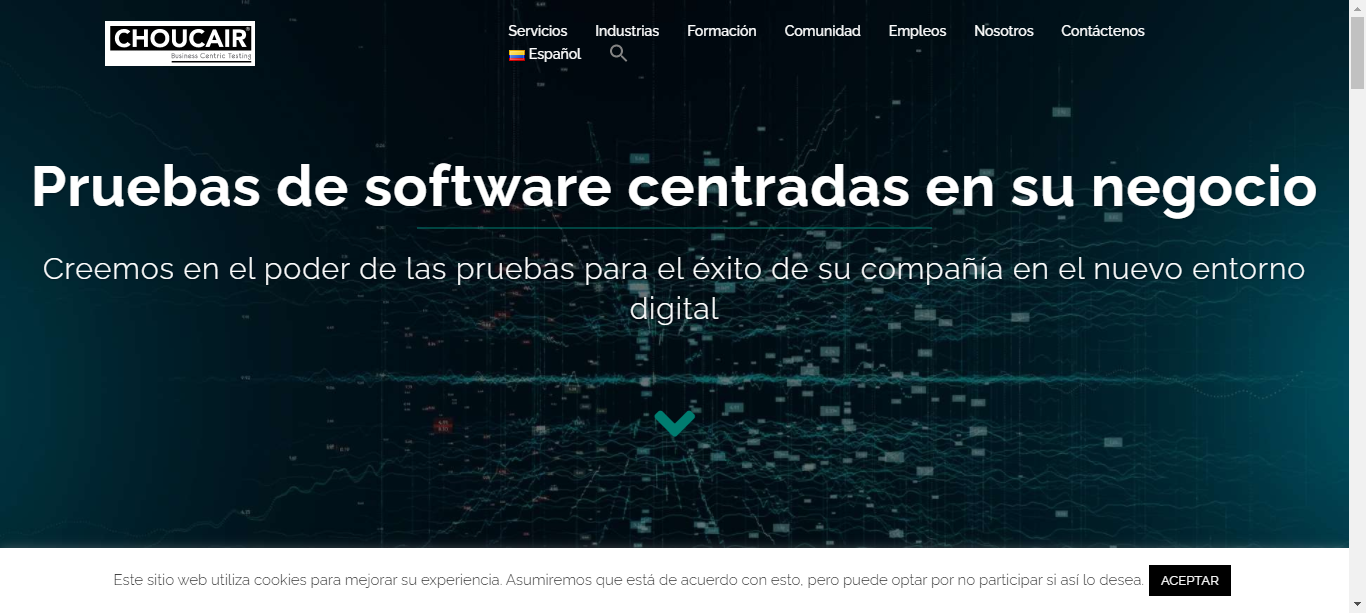 CHOUCAIR®
Business Centric Testing
Servicios Industrias Formación Comunidad Empleos Nosotros Contáctenos
Español
Pruebas de software centradas en su negocio
Creemos en el poder de las pruebas para el éxito de su compañía en el nuevo entorno
digital
Este sitio web utiliza cookies para mejorar su experiencia. Asumiremos que está de acuerdo con esto, pero puede optar por no participar si así lo desea. ACEPTAR